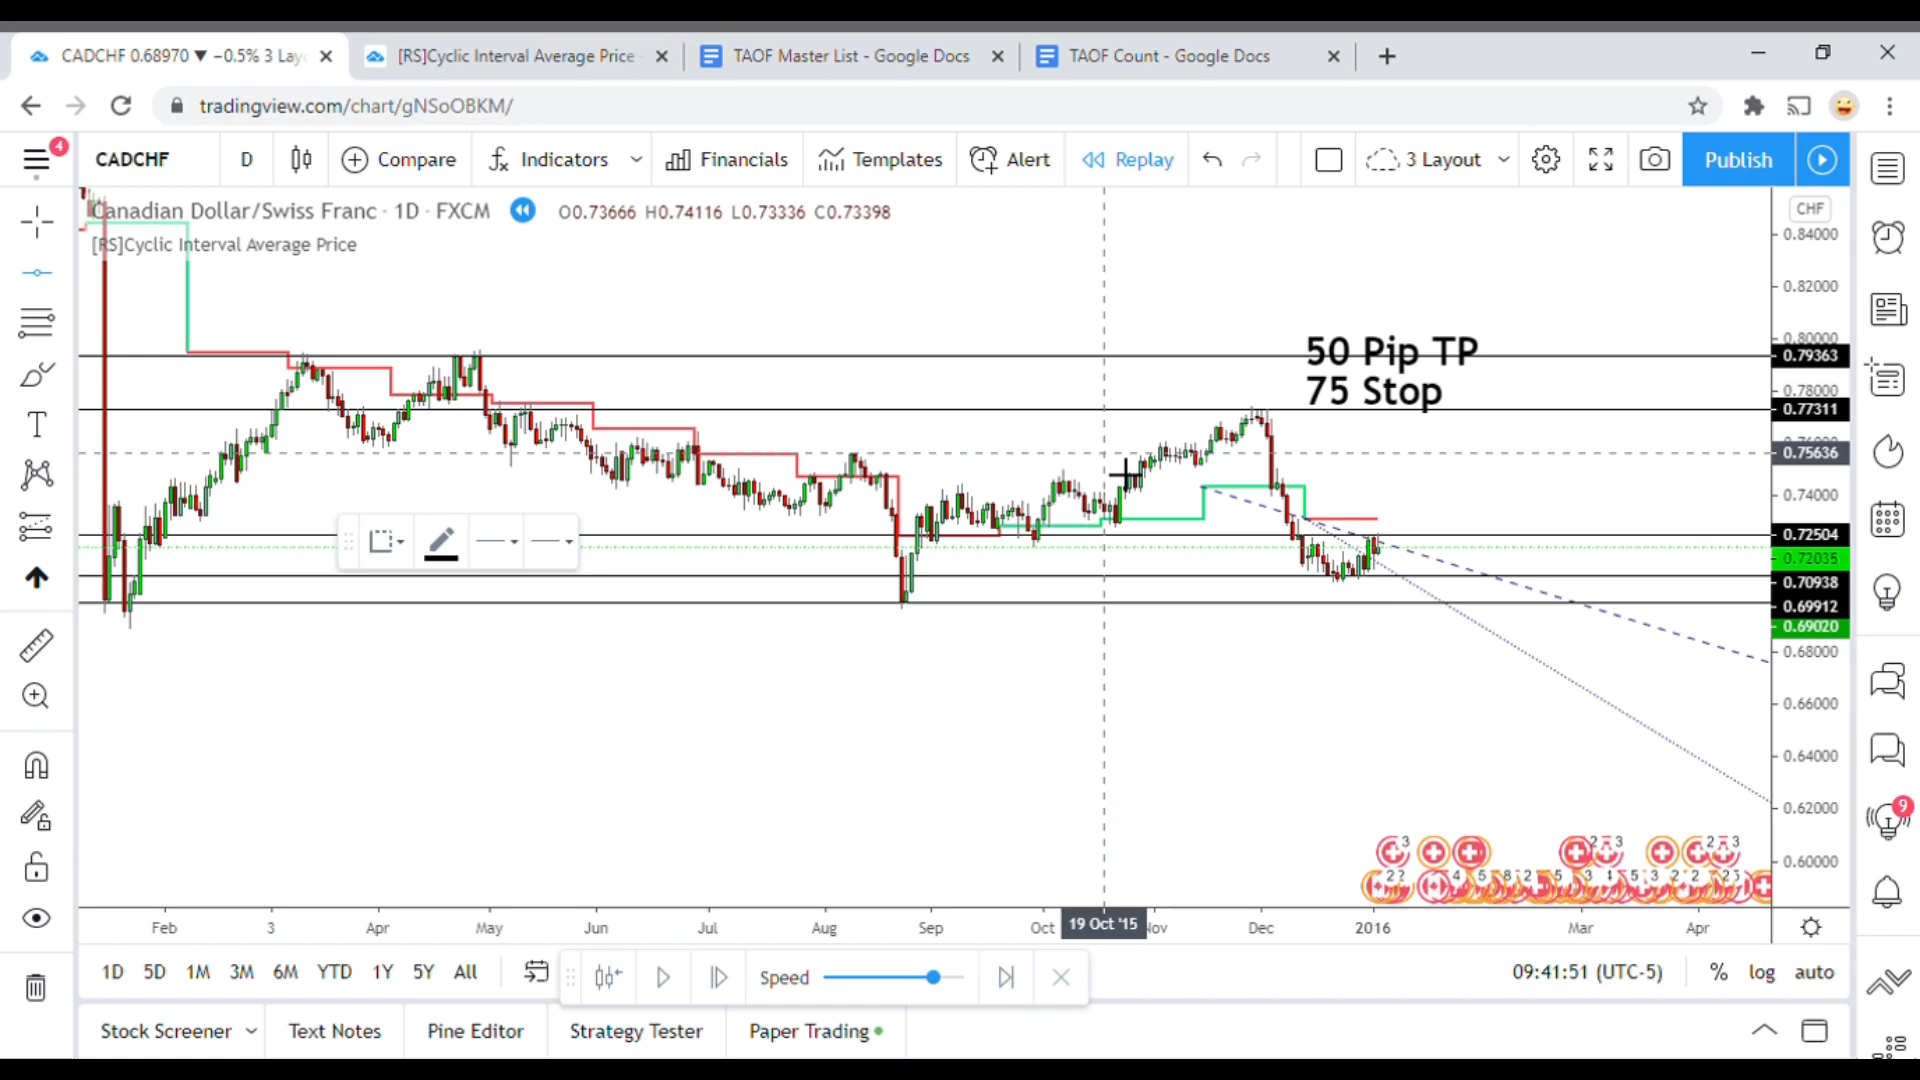 CADCHF 0.68970 ▼ −0.5% 3 Lay
[RS]Cyclic Interval Average Price -
TAOF Master List - Google Docs
TAOF Count - Google Docs
tradingview.com/chart/gNSoOBKM/
4
CADCHF
D
Compare
Indicators
Financials
Templates
Alert
Replay
3 Layout
Publish
Canadian Dollar/Swiss Franc · 1D · FXCM
O0.73666 H0.74116 L0.73336 C0.73398
[RS]Cyclic Interval Average Price
CHF
0.84000
0.82000
0.80000
0.79363
0.78000
0.77311
0.76000
0.75636
0.74000
0.72504
0.72035
0.70938
0.69912
0.69020
0.68000
0.66000
0.64000
0.62000
0.60000
50 Pip TP
75 Stop
9
Feb
3
Apr
May
Jun
Jul
Aug
Sep
Oct
19 Oct '15
Nov
Dec
2016
Mar
Apr
1D 5D 1M 3M 6M YTD 1Y 5Y All
Speed
09:41:51 (UTC-5)
%
log
auto
Stock Screener
Text Notes
Pine Editor
Strategy Tester
Paper Trading